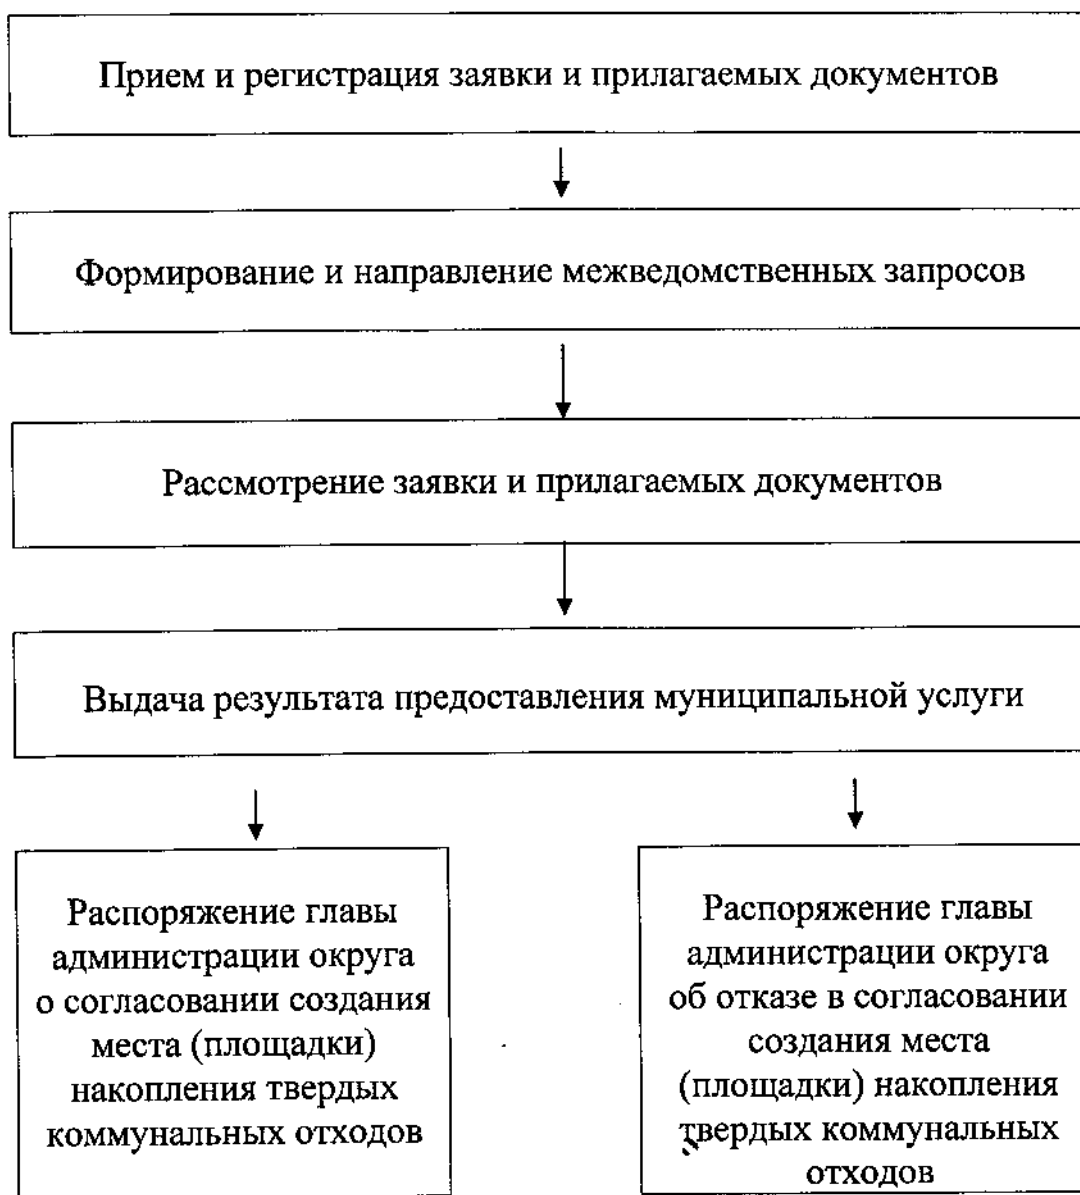 Прием и регистрация заявки и прилагаемых документов
Формирование и направление межведомственных запросов
Рассмотрение заявки и прилагаемых документов
Выдача результата предоставления муниципальной услуги
Распоряжение главы
администрации округа
о согласовании создания
места (площадки)
накопления твердых
коммунальных отходов
Распоряжение главы
администрации округа
об отказе в согласовании
создания места
(площадки) накопления
твердых коммунальных
отходов